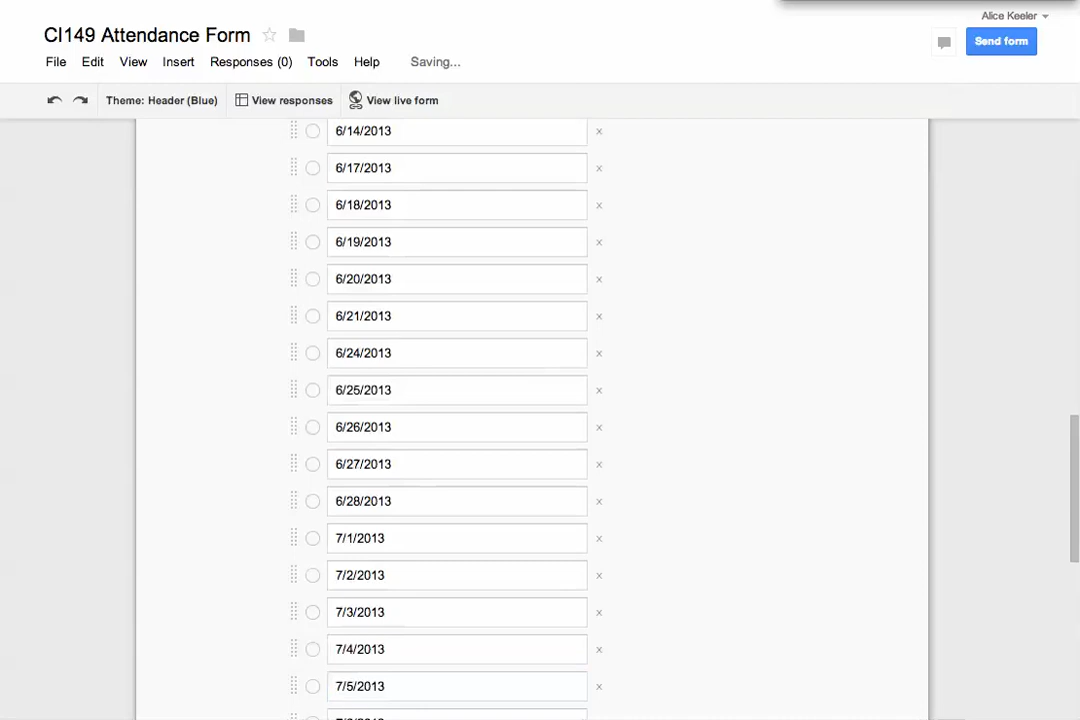 Alice Keeler
CI149 Attendance Form
Send form
File Edit View Insert Responses (0) Tools Help Saving...
Theme: Header (Blue) View responses View live form
6/14/2013 x
6/17/2013 x
6/18/2013 x
6/19/2013 x
6/20/2013 x
6/21/2013 x
6/24/2013 x
6/25/2013 x
6/26/2013 x
6/27/2013 x
6/28/2013 x
7/1/2013 x
7/2/2013 x
7/3/2013 x
7/4/2013 x
7/5/2013 x